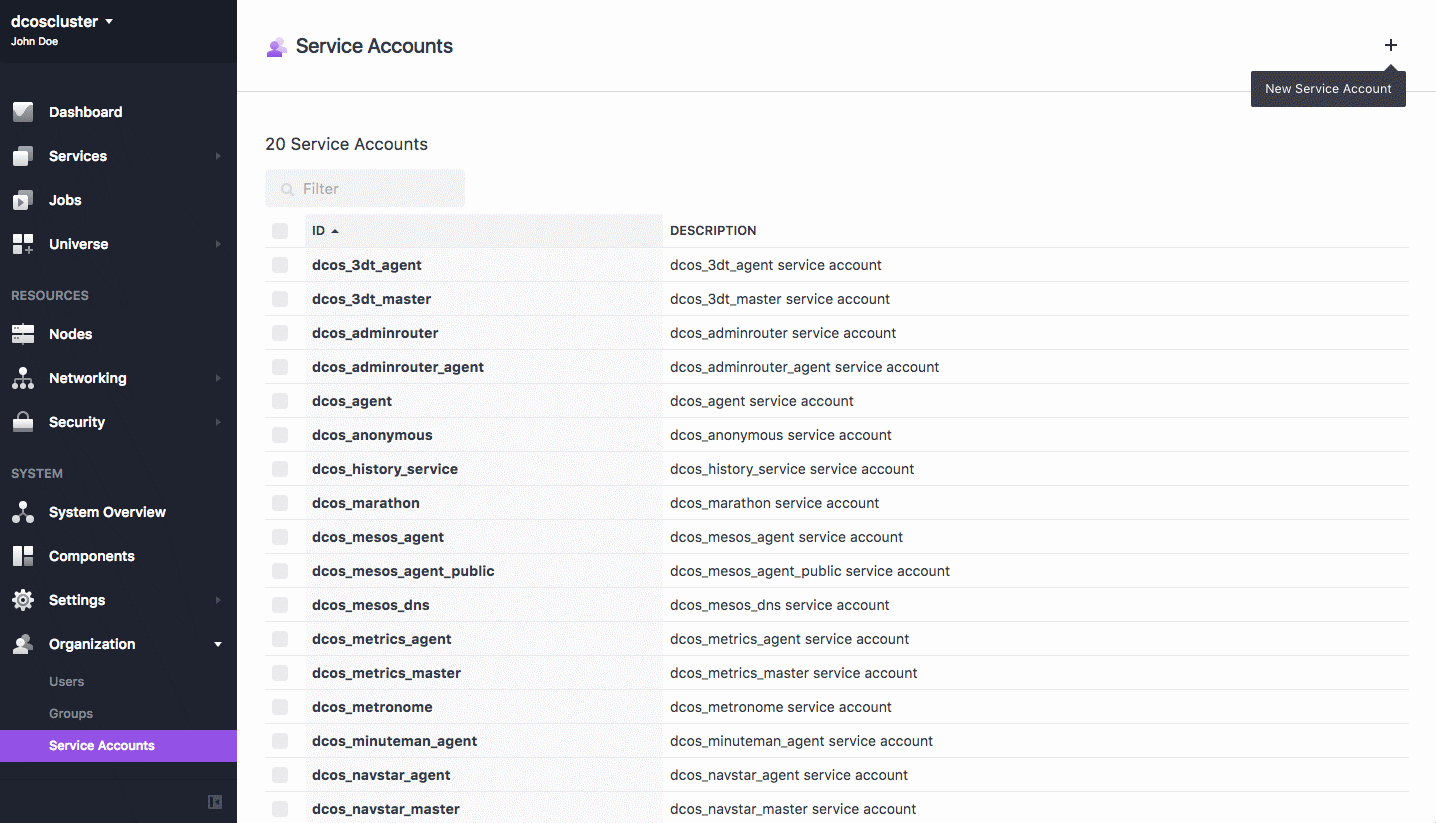 dcoscluster
John Doe
Dashboard
Services
Jobs
Universe
RESOURCES
Nodes
Networking
Security
SYSTEM
System Overview
Components
Settings
Organization
Users
Groups
Service Accounts
Service Accounts
New Service Account
20 Service Accounts
Filter
ID DESCRIPTION
dcos_3dt_agent dcos_3dt_agent service account
dcos_3dt_master dcos_3dt_master service account
dcos_adminrouter dcos_adminrouter service account
dcos_adminrouter_agent dcos_adminrouter_agent service account
dcos_agent dcos_agent service account
dcos_anonymous dcos_anonymous service account
dcos_history_service dcos_history_service service account
dcos_marathon dcos_marathon service account
dcos_mesos_agent dcos_mesos_agent service account
dcos_mesos_agent_public dcos_mesos_agent_public service account
dcos_mesos_dns dcos_mesos_dns service account
dcos_metrics_agent dcos_metrics_agent service account
dcos_metrics_master dcos_metrics_master service account
dcos_metronome dcos_metronome service account
dcos_minuteman_agent dcos_minuteman_agent service account
dcos_navstar_agent dcos_navstar_agent service account
dcos_navstar_master dcos_navstar_master service account